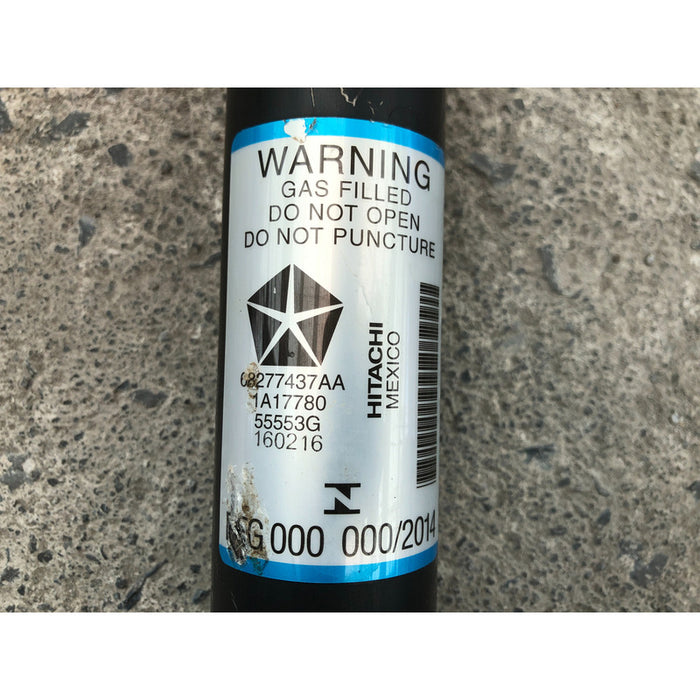 WARNING
GAS FILLED
DO NOT OPEN
DO NOT PUNCTURE
68277437AA
1A17780
55553G
160216
HITACHI
MEXICO
000 000/2014